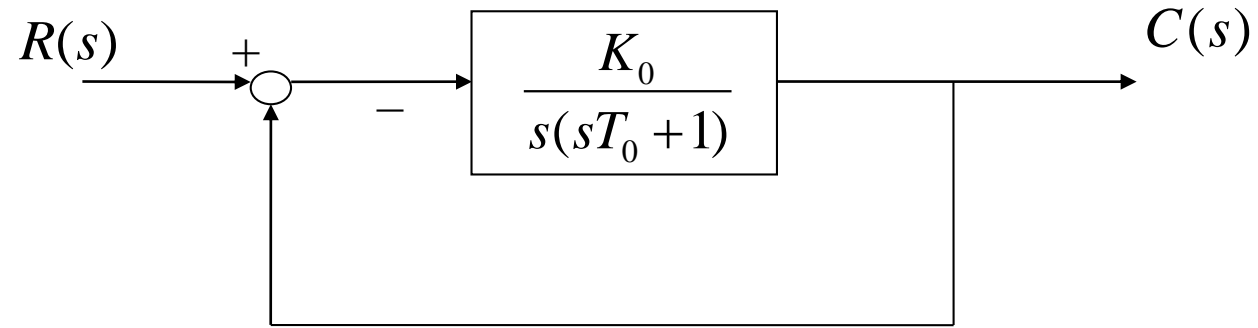 R(s)
+
−
K₀
s(sT₀ +1)
C(s)